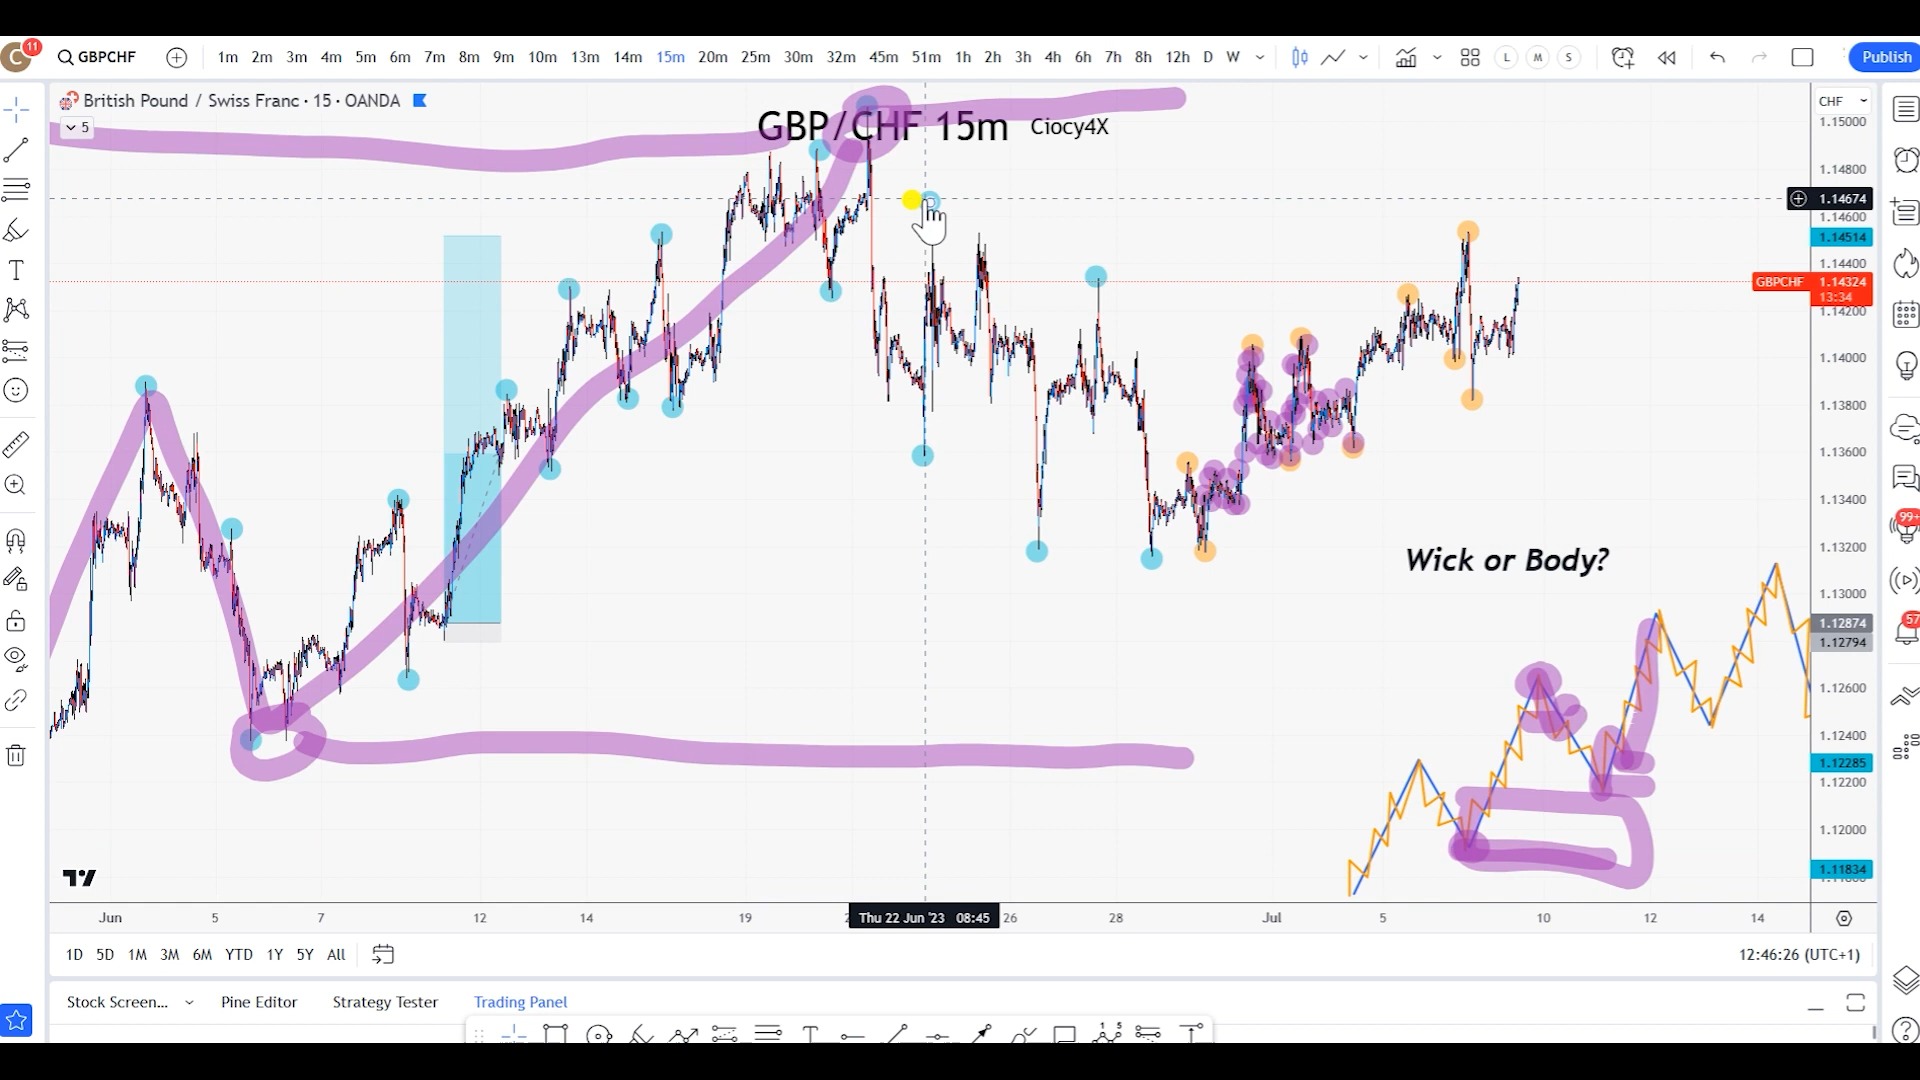 C 11 GBPCHF 1m 2m 3m 4m 5m 6m 7m 8m 9m 10m 13m 14m 15m 20m 25m 30m 32m 45m 51m 1h 2h 3h 4h 6h 7h 8h 12h D W L M S Publish
British Pound / Swiss Franc · 15 · OANDA
5
GBP/CHF 15m Ciocy4X
CHF
1.15000
1.14800
1.14674
1.14600
1.14514
1.14400
GBPCHF 1.14324
13:34
1.14200
1.14000
1.13800
1.13600
1.13400
99+
1.13200
Wick or Body?
1.13000
1.12874
57
1.12794
1.12600
1.12400
1.12285
1.12200
1.12000
1.11834
Jun 5 7 12 14 19 Thu 22 Jun '23 08:45 26 28 Jul 5 10 12 14
1D 5D 1M 3M 6M YTD 1Y 5Y All 12:46:26 (UTC+1)
Stock Screen... Pine Editor Strategy Tester Trading Panel